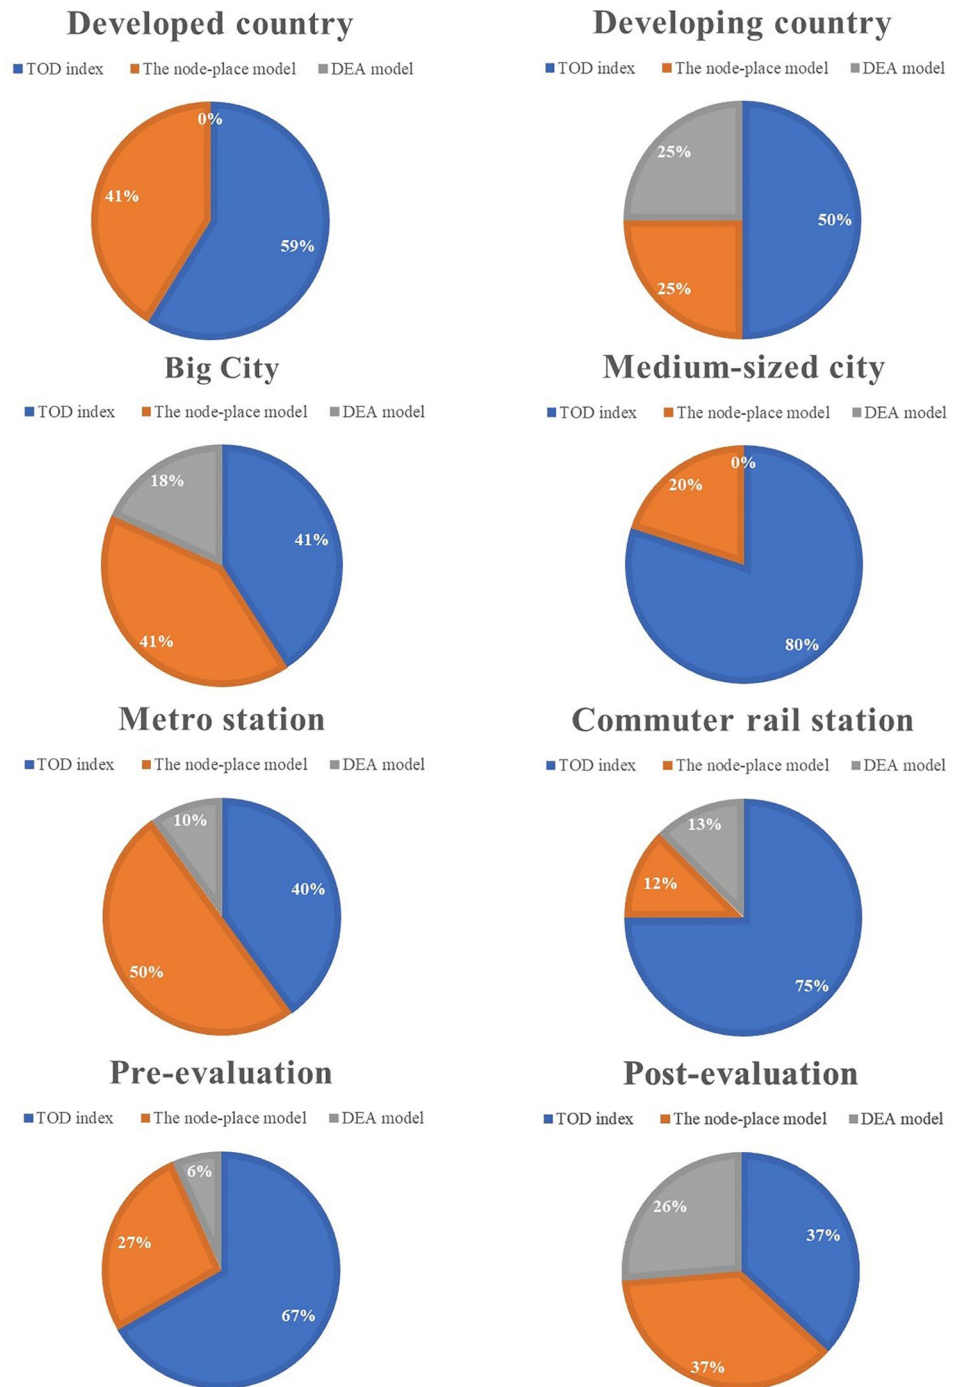 Developed country
Developing country
TOD index The node-place model DEA model
TOD index The node-place model DEA model
0%
41%
59%
25%
50%
25%
Big City
Medium-sized city
TOD index The node-place model DEA model
TOD index The node-place model DEA model
18%
41%
41%
0%
20%
80%
Metro station
Commuter rail station
TOD index The node-place model DEA model
TOD index The node-place model DEA model
10%
40%
50%
13%
12%
75%
Pre-evaluation
Post-evaluation
TOD index The node-place model DEA model
TOD index The node-place model DEA model
6%
27%
67%
26%
37%
37%